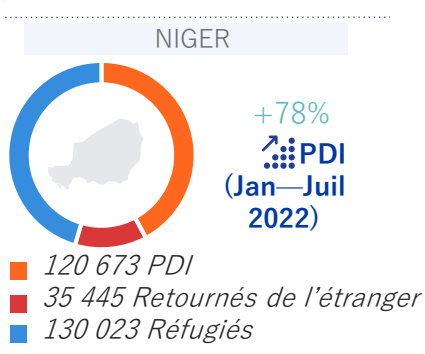 NIGER
+78%
PDI
(Jan—Juil
2022)
120 673 PDI
35 445 Retournés de l’étranger
130 023 Réfugiés